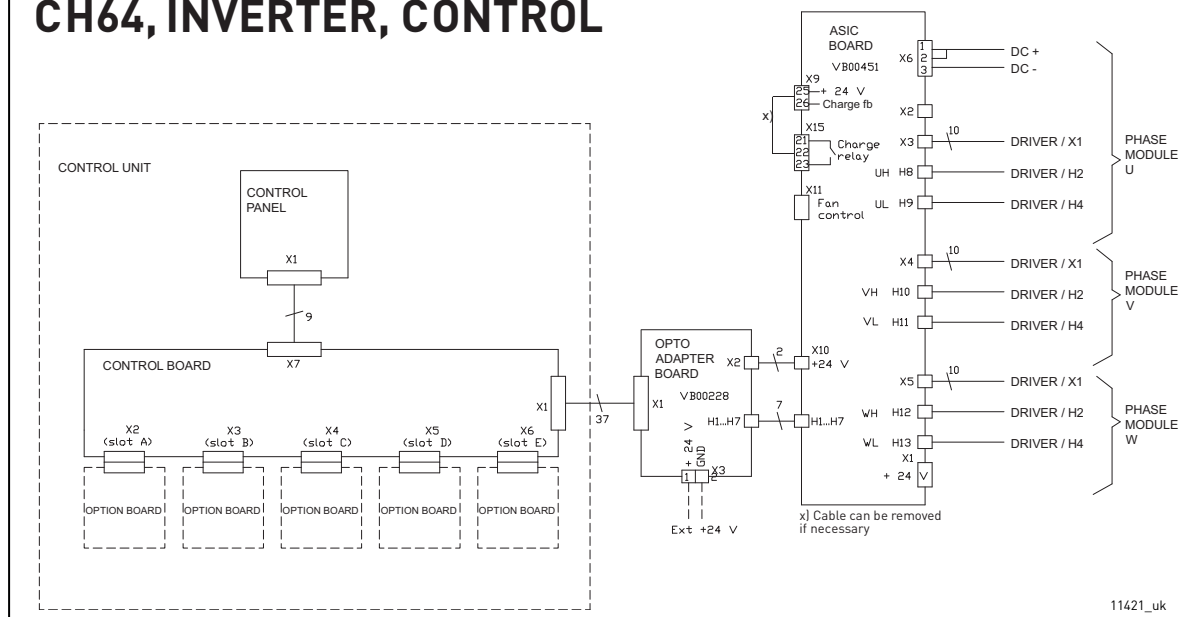 CH64, INVERTER, CONTROL
CONTROL UNIT
CONTROL
PANEL
X1
9
X7
CONTROL BOARD
X1
37
X2
(slot A)
X3
(slot B)
X4
(slot C)
X5
(slot D)
X6
(slot E)
OPTION BOARD
OPTION BOARD
OPTION BOARD
OPTION BOARD
OPTION BOARD
OPTO
ADAPTER
BOARD
VB00228
X1
X2
2
H1...H7
7
+ 24 V
GND
X3
1
2
Ext +24 V
ASIC
BOARD
VB00451
X9
25
+ 24 V
26
Charge fb
x)
X15
21
22
23
Charge
relay
X11
Fan
control
X10
+24 V
H1...H7
X6
1
2
3
DC +
DC -
X2
X3
10
DRIVER / X1
UH H8
DRIVER / H2
UL H9
DRIVER / H4
PHASE
MODULE
U
X4
10
DRIVER / X1
VH H10
DRIVER / H2
VL H11
DRIVER / H4
PHASE
MODULE
V
X5
10
DRIVER / X1
WH H12
DRIVER / H2
WL H13
DRIVER / H4
PHASE
MODULE
W
X1
+ 24 V
x) Cable can be removed
if necessary
11421_uk